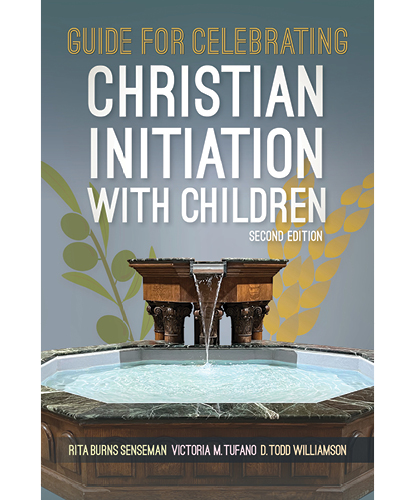 GUIDE FOR CELEBRATING
CHRISTIAN
INITIATION
WITH CHILDREN
SECOND EDITION
RITA BURNS SENSEMAN VICTORIA M. TUFANO D. TODD WILLIAMSON